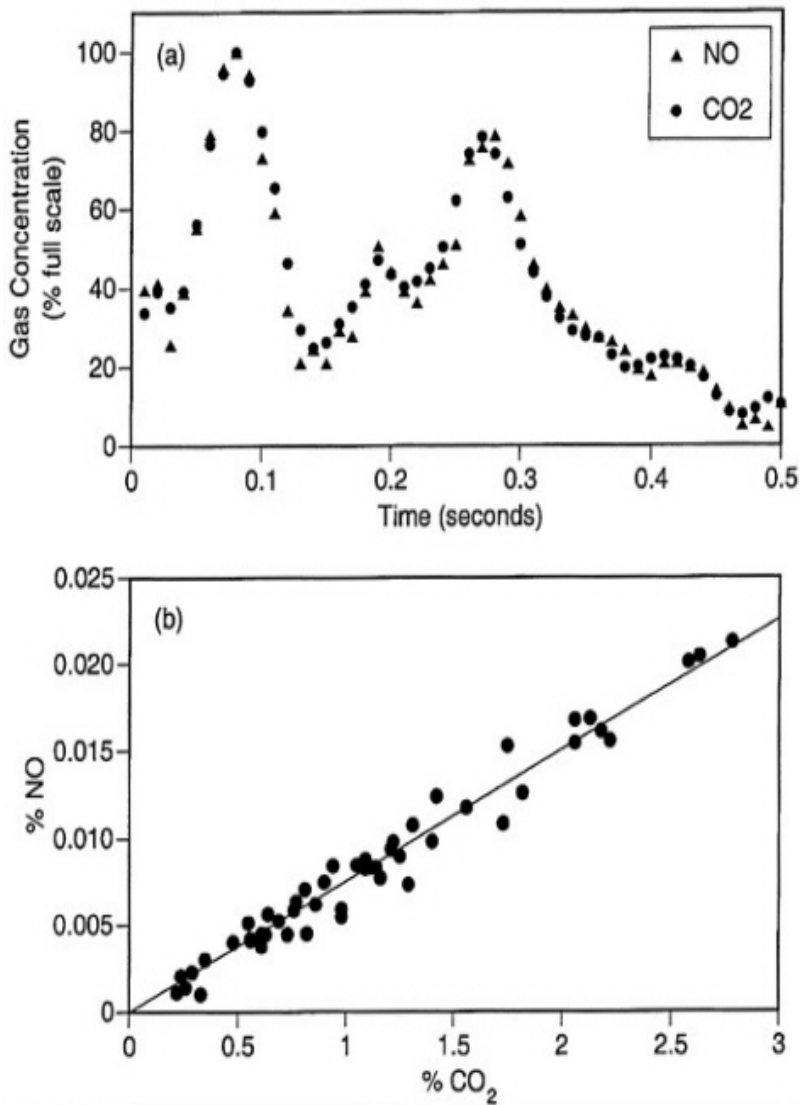 (a)
NO
CO2
Gas Concentration
(% full scale)
100
80
60
40
20
0
0 0.1 0.2 0.3 0.4 0.5
Time (seconds)
(b)
% NO
0.025
0.020
0.015
0.010
0.005
0
0 0.5 1 1.5 2 2.5 3
% CO₂